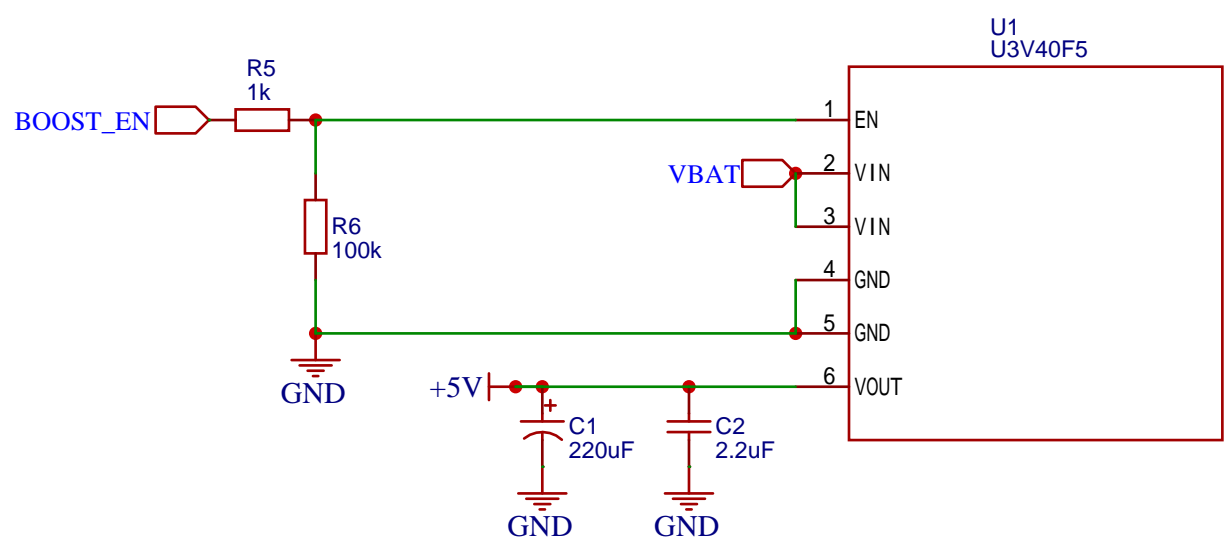 U1
U3V40F5
R5
1k
BOOST_EN
1
EN
VBAT
2
VIN
3
VIN
R6
100k
4
GND
5
GND
GND
+5V
6
VOUT
+
C1
220uF
C2
2.2uF
GND
GND